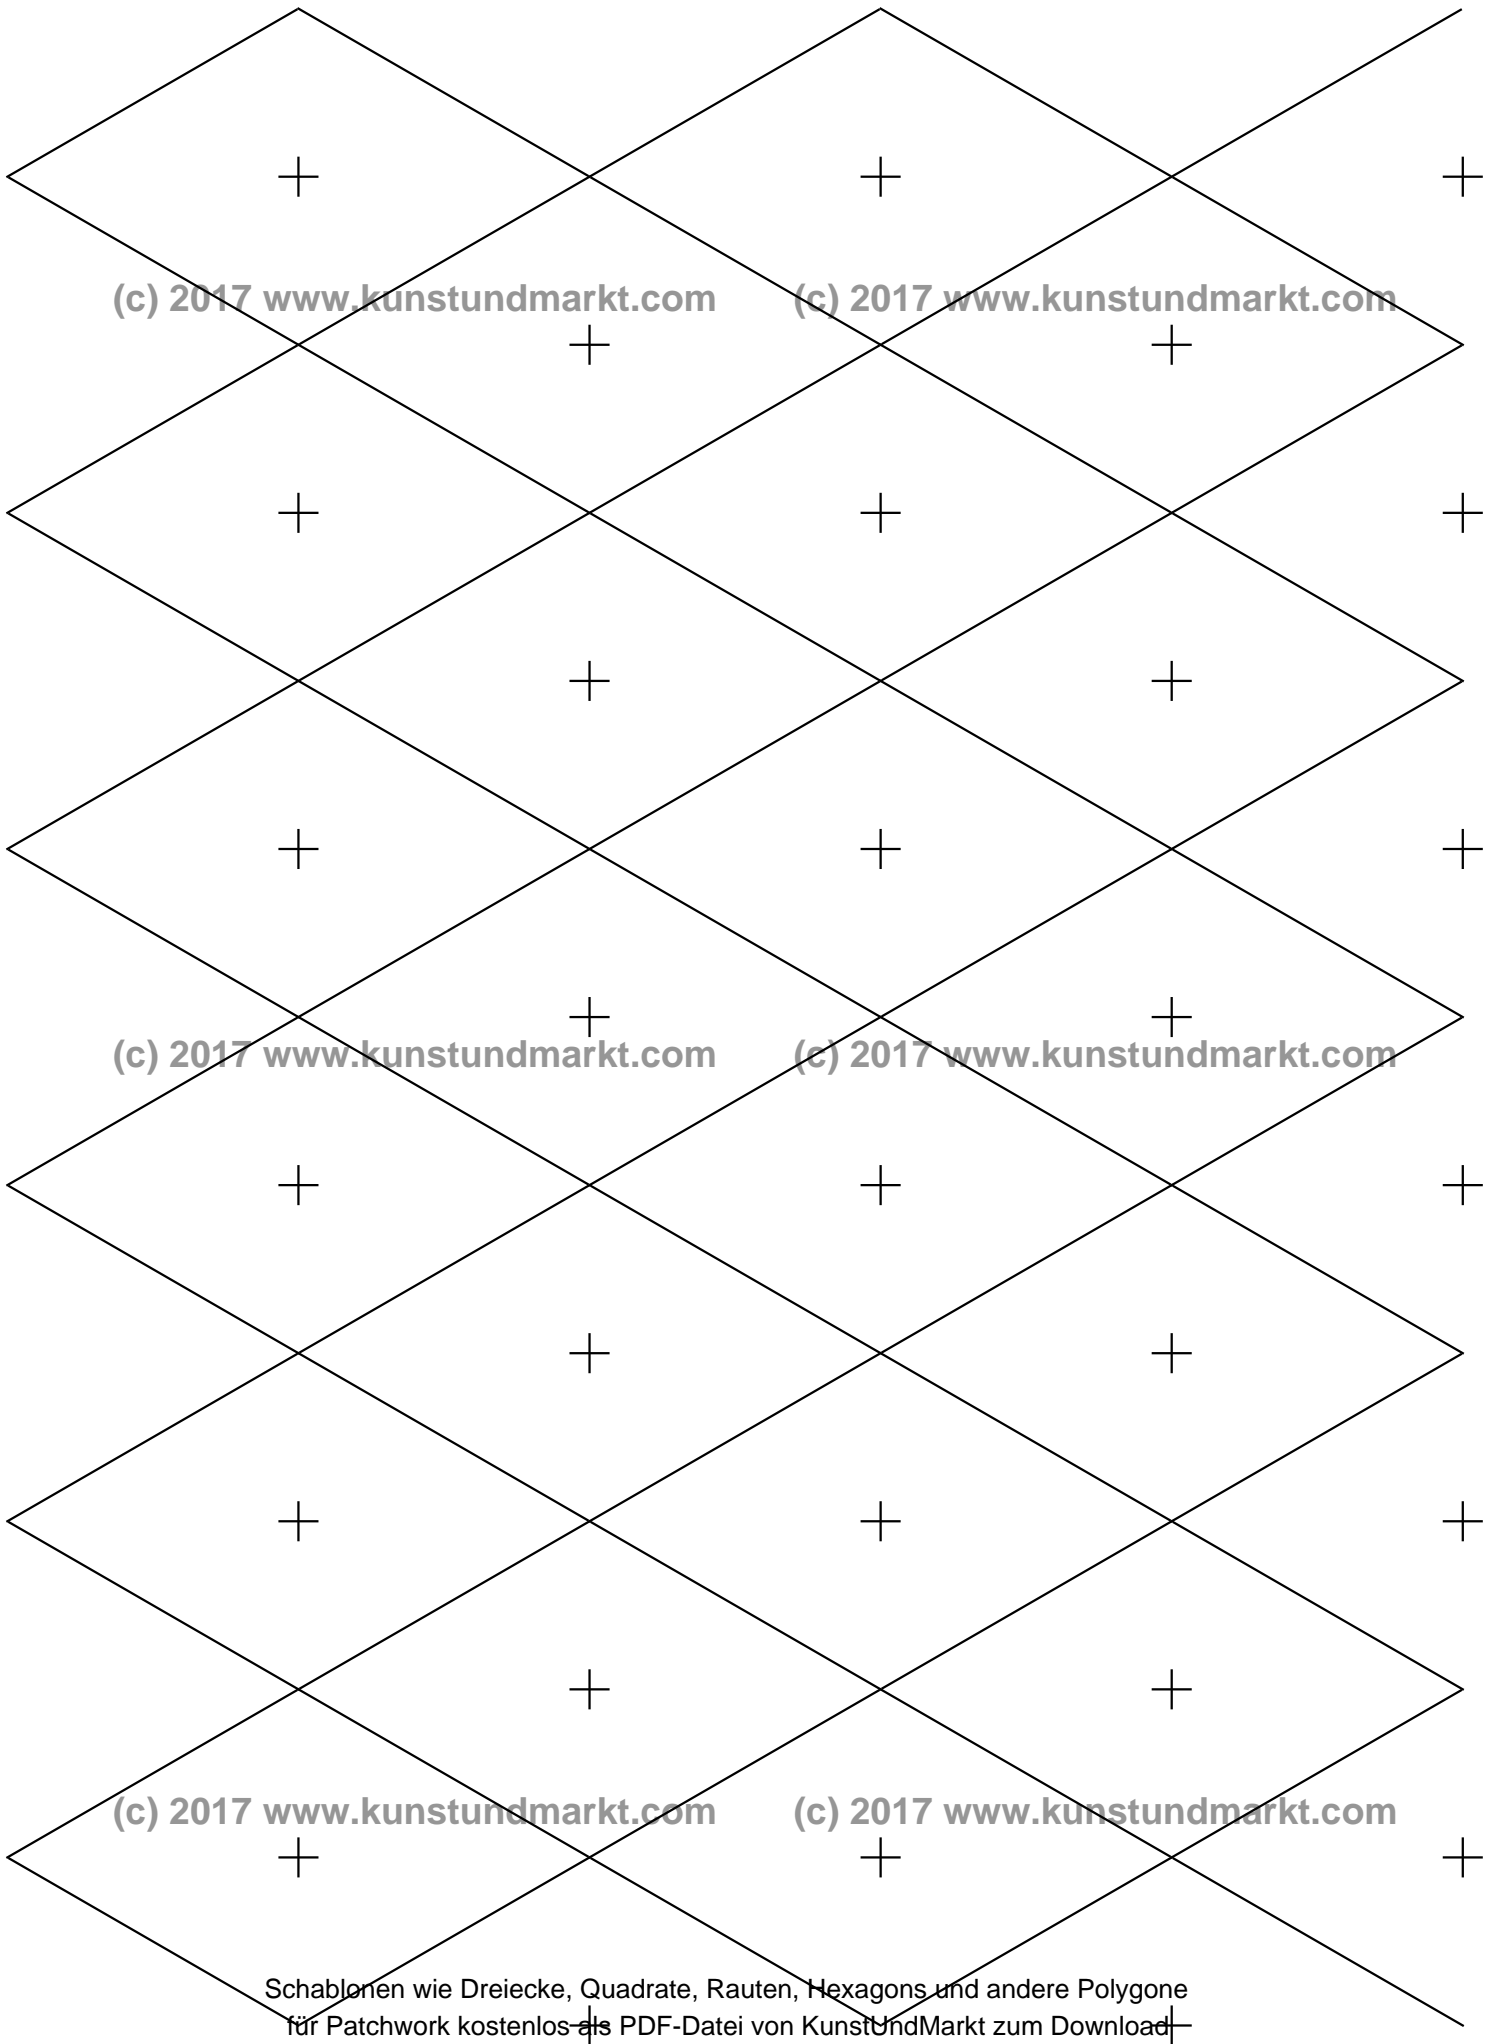 (c) 2017 www.kunstundmarkt.com (c) 2017 www.kunstundmarkt.com
(c) 2017 www.kunstundmarkt.com (c) 2017 www.kunstundmarkt.com
(c) 2017 www.kunstundmarkt.com (c) 2017 www.kunstundmarkt.com
Schablonen wie Dreiecke, Quadrate, Rauten, Hexagons und andere Polygone
für Patchwork kostenlos als PDF-Datei von KunstUndMarkt zum Download